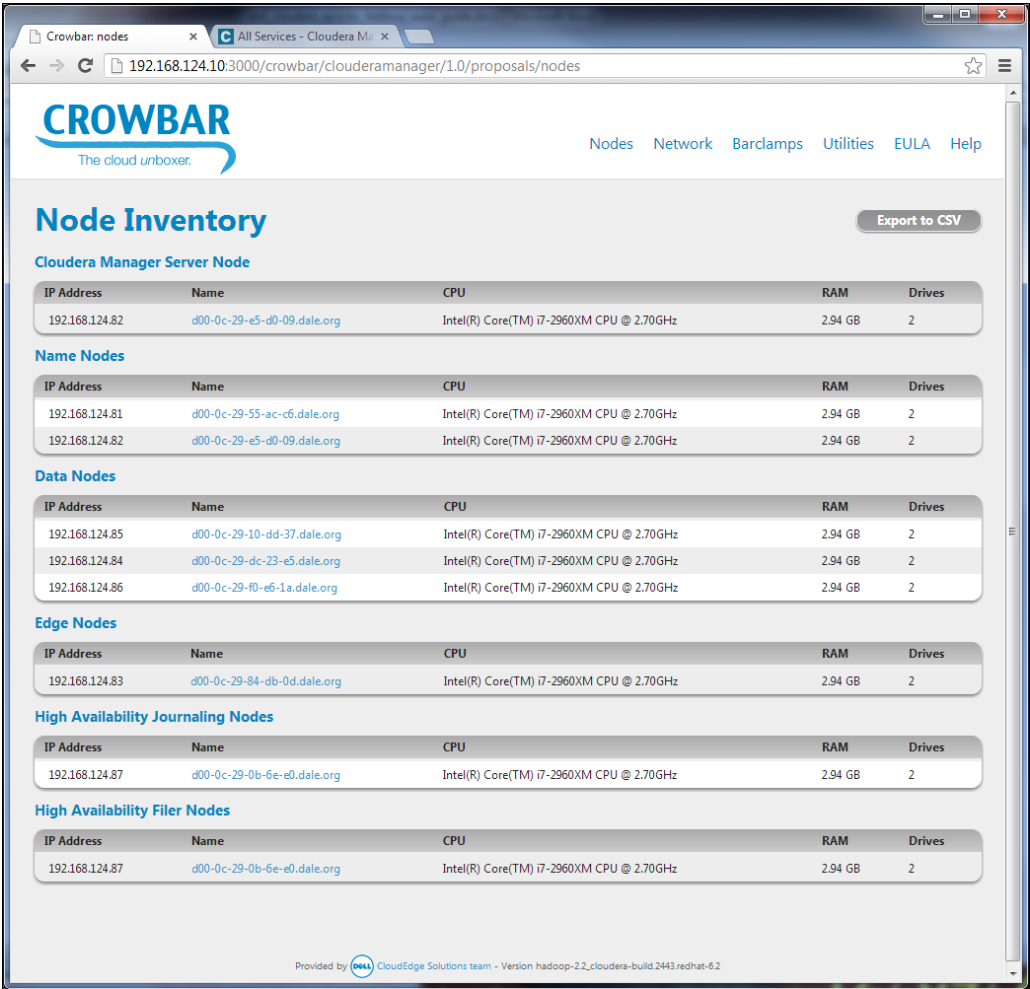 Crowbar: nodes
All Services - Cloudera Ma
192.168.124.10:3000/crowbar/clouderamanager/1.0/proposals/nodes
CROWBAR
The cloud unboxer.
Nodes Network Barclamps Utilities EULA Help
Node Inventory
Export to CSV
Cloudera Manager Server Node
IP Address Name CPU RAM Drives
192.168.124.82 d00-0c-29-e5-d0-09.dale.org Intel(R) Core(TM) i7-2960XM CPU @ 2.70GHz 2.94 GB 2
Name Nodes
IP Address Name CPU RAM Drives
192.168.124.81 d00-0c-29-55-ac-c6.dale.org Intel(R) Core(TM) i7-2960XM CPU @ 2.70GHz 2.94 GB 2
192.168.124.82 d00-0c-29-e5-d0-09.dale.org Intel(R) Core(TM) i7-2960XM CPU @ 2.70GHz 2.94 GB 2
Data Nodes
IP Address Name CPU RAM Drives
192.168.124.85 d00-0c-29-10-dd-37.dale.org Intel(R) Core(TM) i7-2960XM CPU @ 2.70GHz 2.94 GB 2
192.168.124.84 d00-0c-29-dc-23-e5.dale.org Intel(R) Core(TM) i7-2960XM CPU @ 2.70GHz 2.94 GB 2
192.168.124.86 d00-0c-29-f0-e6-1a.dale.org Intel(R) Core(TM) i7-2960XM CPU @ 2.70GHz 2.94 GB 2
Edge Nodes
IP Address Name CPU RAM Drives
192.168.124.83 d00-0c-29-84-db-0d.dale.org Intel(R) Core(TM) i7-2960XM CPU @ 2.70GHz 2.94 GB 2
High Availability Journaling Nodes
IP Address Name CPU RAM Drives
192.168.124.87 d00-0c-29-0b-6e-e0.dale.org Intel(R) Core(TM) i7-2960XM CPU @ 2.70GHz 2.94 GB 2
High Availability Filer Nodes
IP Address Name CPU RAM Drives
192.168.124.87 d00-0c-29-0b-6e-e0.dale.org Intel(R) Core(TM) i7-2960XM CPU @ 2.70GHz 2.94 GB 2
Provided by DELL CloudEdge Solutions team - Version hadoop-2.2_cloudera-build.2443.redhat-6.2